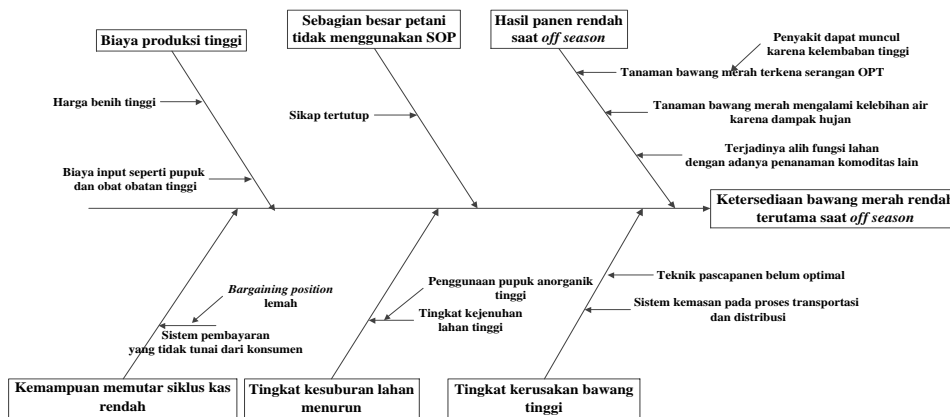 Biaya produksi tinggi
Sebagian besar petani
tidak menggunakan SOP
Hasil panen rendah
saat off season
Penyakit dapat muncul
karena kelembaban tinggi
Tanaman bawang merah terkena serangan OPT
Harga benih tinggi
Sikap tertutup
Tanaman bawang merah mengalami kelebihan air
karena dampak hujan
Terjadinya alih fungsi lahan
dengan adanya penanaman komoditas lain
Biaya input seperti pupuk
dan obat obatan tinggi
Ketersediaan bawang merah rendah
terutama saat off season
Bargaining position
lemah
Sistem pembayaran
yang tidak tunai dari konsumen
Penggunaan pupuk anorganik
tinggi
Tingkat kejenuhan
lahan tinggi
Teknik pascapanen belum optimal
Sistem kemasan pada proses transportasi
dan distribusi
Kemampuan memutar siklus kas
rendah
Tingkat kesuburan lahan
menurun
Tingkat kerusakan bawang
tinggi